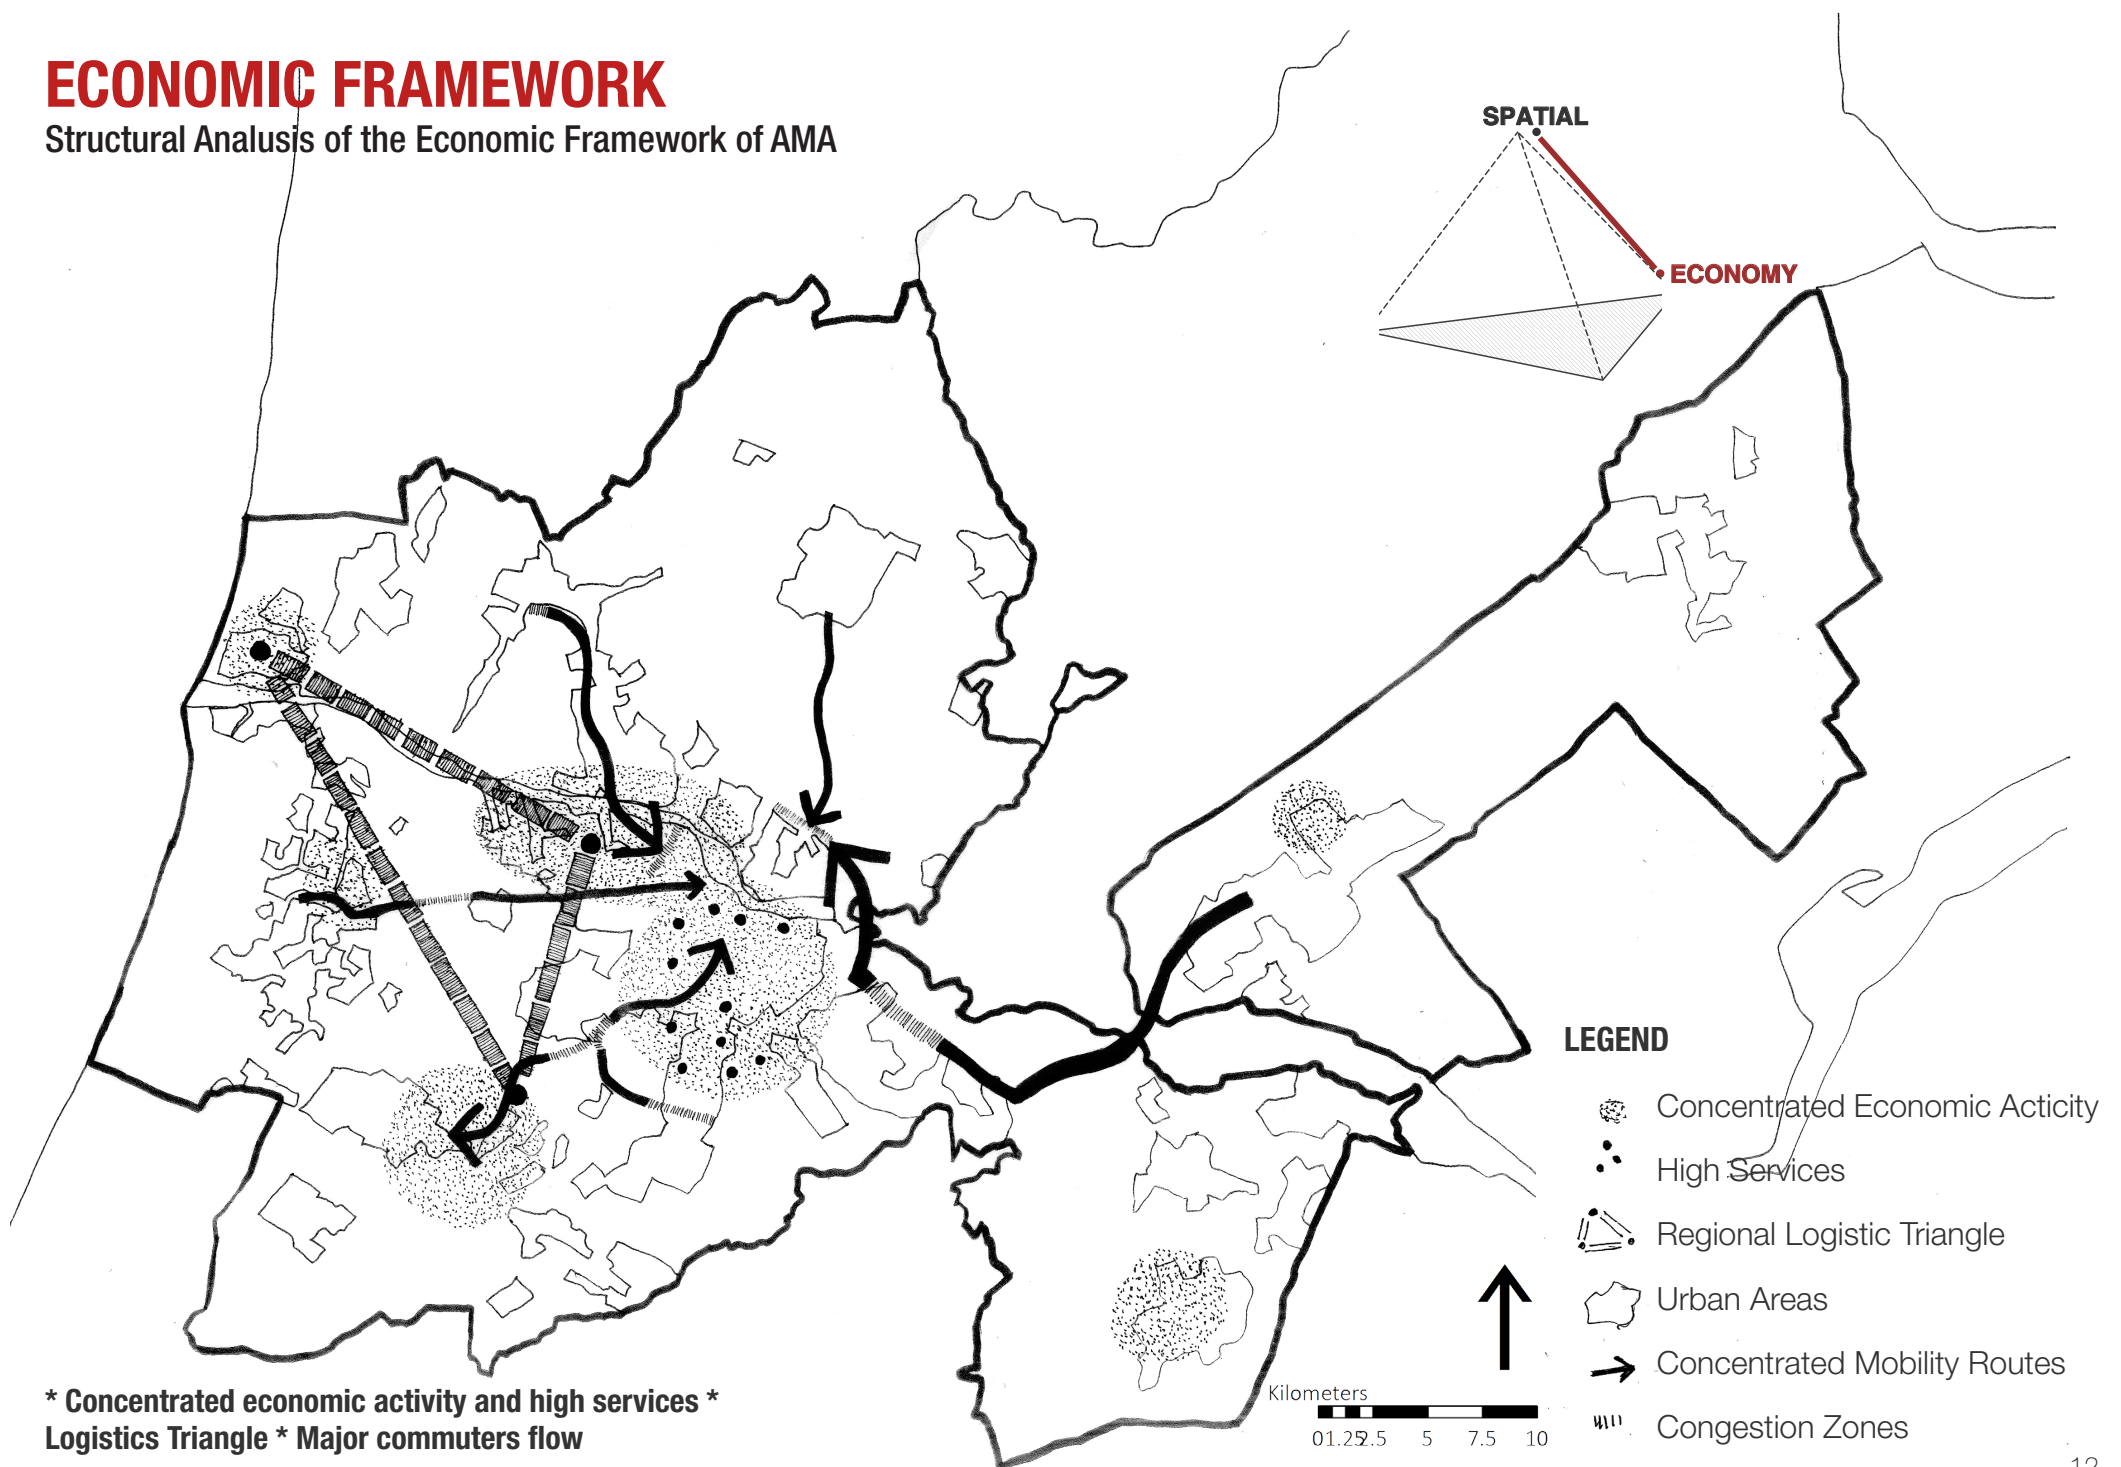 ECONOMIC FRAMEWORK
Structural Analusis of the Economic Framework of AMA
SPATIAL
ECONOMY
LEGEND
Concentrated Economic Acticity
High Services
Regional Logistic Triangle
Urban Areas
Concentrated Mobility Routes
Congestion Zones
Kilometers
0 1.25 2.5 5 7.5 10
* Concentrated economic activity and high services *
Logistics Triangle * Major commuters flow
12